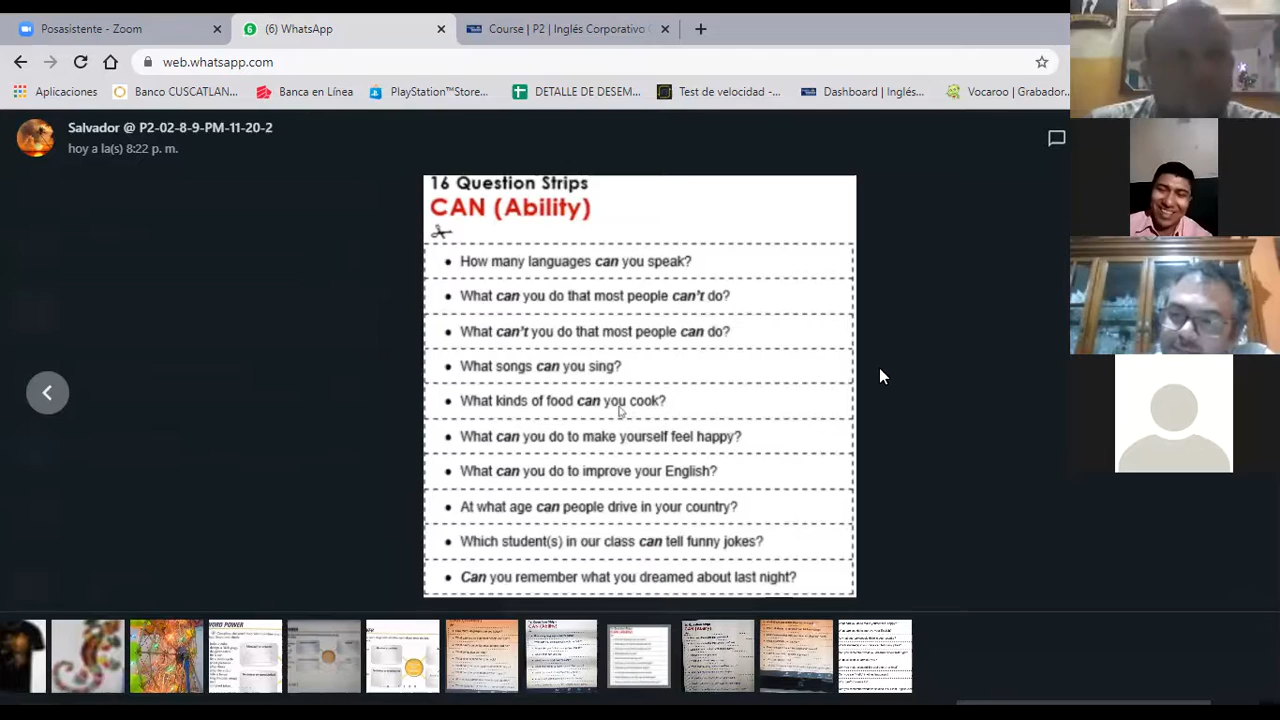 Posasistente - Zoom
(6) WhatsApp
Course | P2 | Inglés Corporativo
web.whatsapp.com
Aplicaciones
Banco CUSCATLAN...
Banca en Línea
PlayStation™Store...
DETALLE DE DESEM...
Test de velocidad -...
Dashboard | Inglés...
Vocaroo | Grabador...
Salvador @ P2-02-8-9-PM-11-20-2
hoy a la(s) 8:22 p. m.
16 Question Strips
CAN (Ability)
• How many languages can you speak?
• What can you do that most people can't do?
• What can't you do that most people can do?
• What songs can you sing?
• What kinds of food can you cook?
• What can you do to make yourself feel happy?
• What can you do to improve your English?
• At what age can people drive in your country?
• Which student(s) in our class can tell funny jokes?
• Can you remember what you dreamed about last night?
WORD POWER